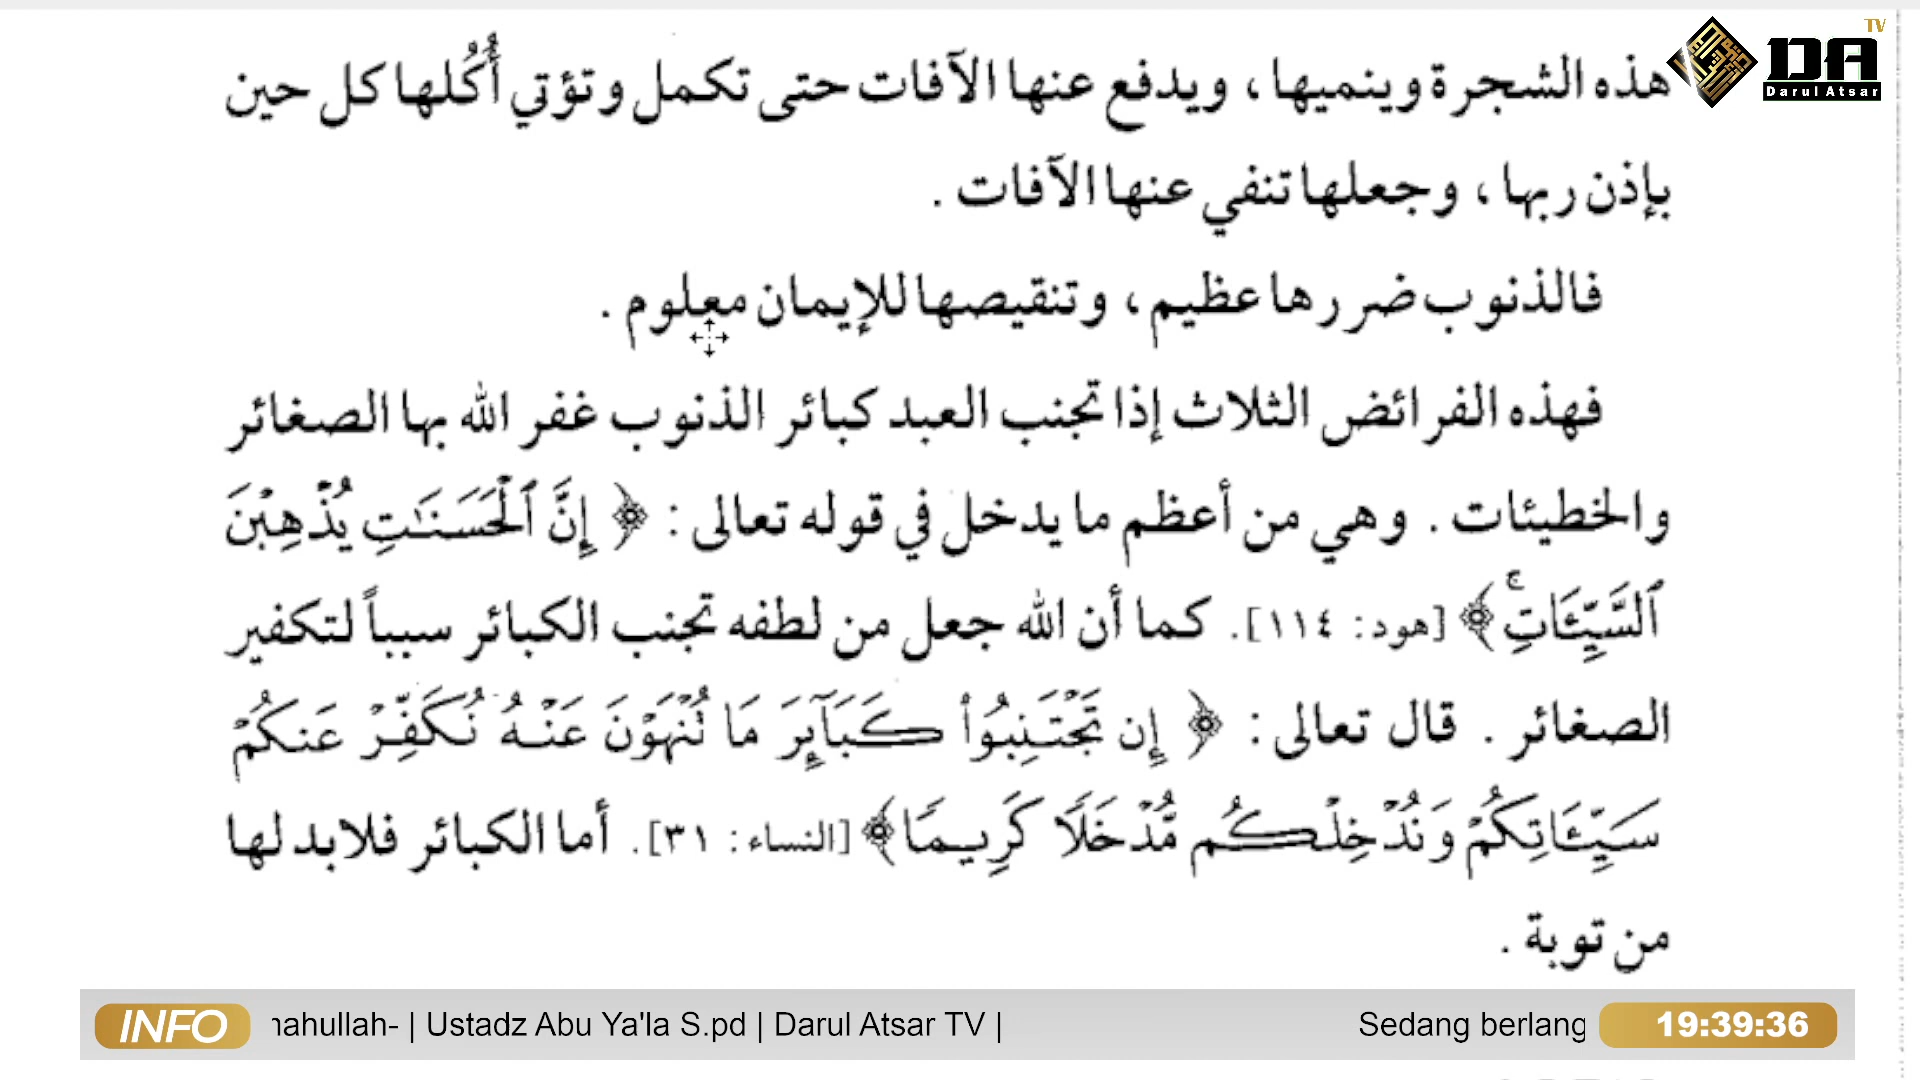 TV
DA
Darul Atsar
هذه الشجرة وينميها ، ويدفع عنها الآفات حتى تكمل وتؤتي أُكُلها كل حين
بإذن ربها ، وجعلها تنفي عنها الآفات .
فالذنوب ضررها عظيم ، وتنقيصها للإيمان معلوم .
فهذه الفرائض الثلاث إذا تجنب العبد كبائر الذنوب غفر الله بها الصغائر
والخطيئات . وهي من أعظم ما يدخل في قوله تعالى : ﴿ إِنَّ ٱلْحَسَنَـٰتِ يُذْهِبْنَ
ٱلسَّيِّـَٔاتِ ۚ ﴾ [هود: ١١٤]. كما أن الله جعل من لطفه تجنب الكبائر سبباً لتكفير
الصغائر . قال تعالى : ﴿ إِن تَجْتَنِبُوا۟ كَبَآئِرَ مَا تُنْهَوْنَ عَنْهُ نُكَفِّرْ عَنكُمْ
سَيِّـَٔاتِكُمْ وَنُدْخِلْكُم مُّدْخَلًا كَرِيمًا ﴾ [النساء: ٣١]. أما الكبائر فلابد لها
من توبة .
INFO nahullah- | Ustadz Abu Ya'la S.pd | Darul Atsar TV | Sedang berlang 19:39:36